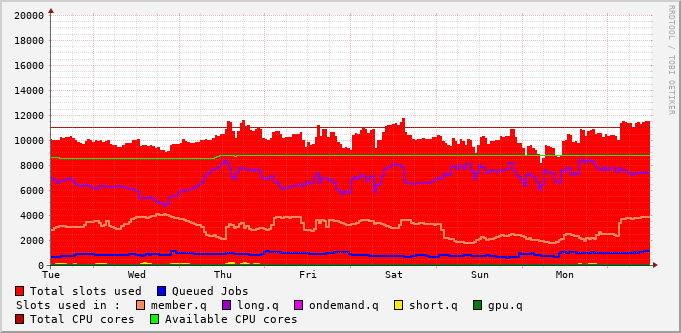 RRDTOOL / TOBI OETIKER
20000
18000
16000
14000
12000
10000
8000
6000
4000
2000
0
Tue Wed Thu Fri Sat Sun Mon
Total slots used Queued Jobs
Slots used in : member.q long.q ondemand.q short.q gpu.q
Total CPU cores Available CPU cores